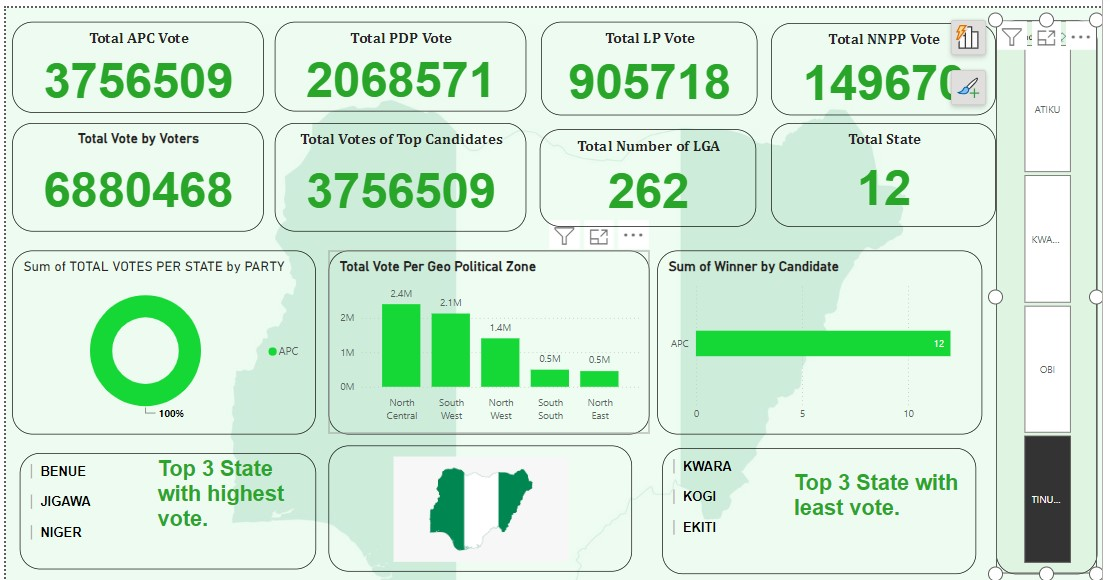 Total APC Vote
3756509
Total PDP Vote
2068571
Total LP Vote
905718
Total NNPP Vote
149670
Total Vote by Voters
6880468
Total Votes of Top Candidates
3756509
Total Number of LGA
262
Total State
12
Sum of TOTAL VOTES PER STATE by PARTY
APC
100%
Total Vote Per Geo Political Zone
2.4M
2.1M
1.4M
0.5M
0.5M
2M
1M
0M
North
Central
South
West
North
West
South
South
North
East
Sum of Winner by Candidate
APC
12
0
5
10
BENUE
JIGAWA
NIGER
Top 3 State
with highest
vote.
KWARA
KOGI
EKITI
Top 3 State with
least vote.
ATIKU
KWA...
OBI
TINU...